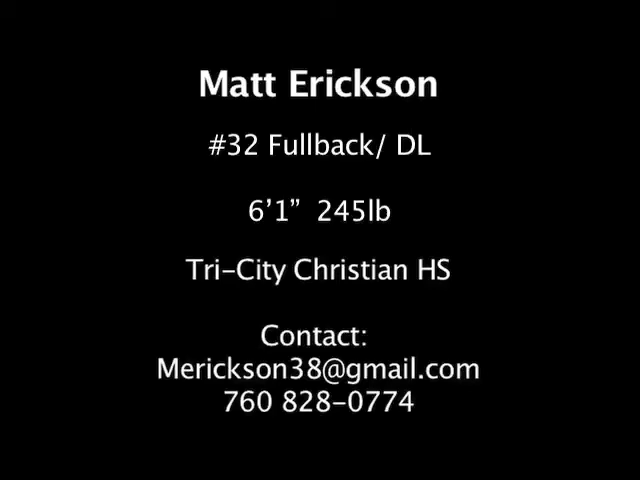 Matt Erickson
#32 Fullback/ DL
6’1” 245lb
Tri-City Christian HS
Contact:
Merickson38@gmail.com
760 828-0774